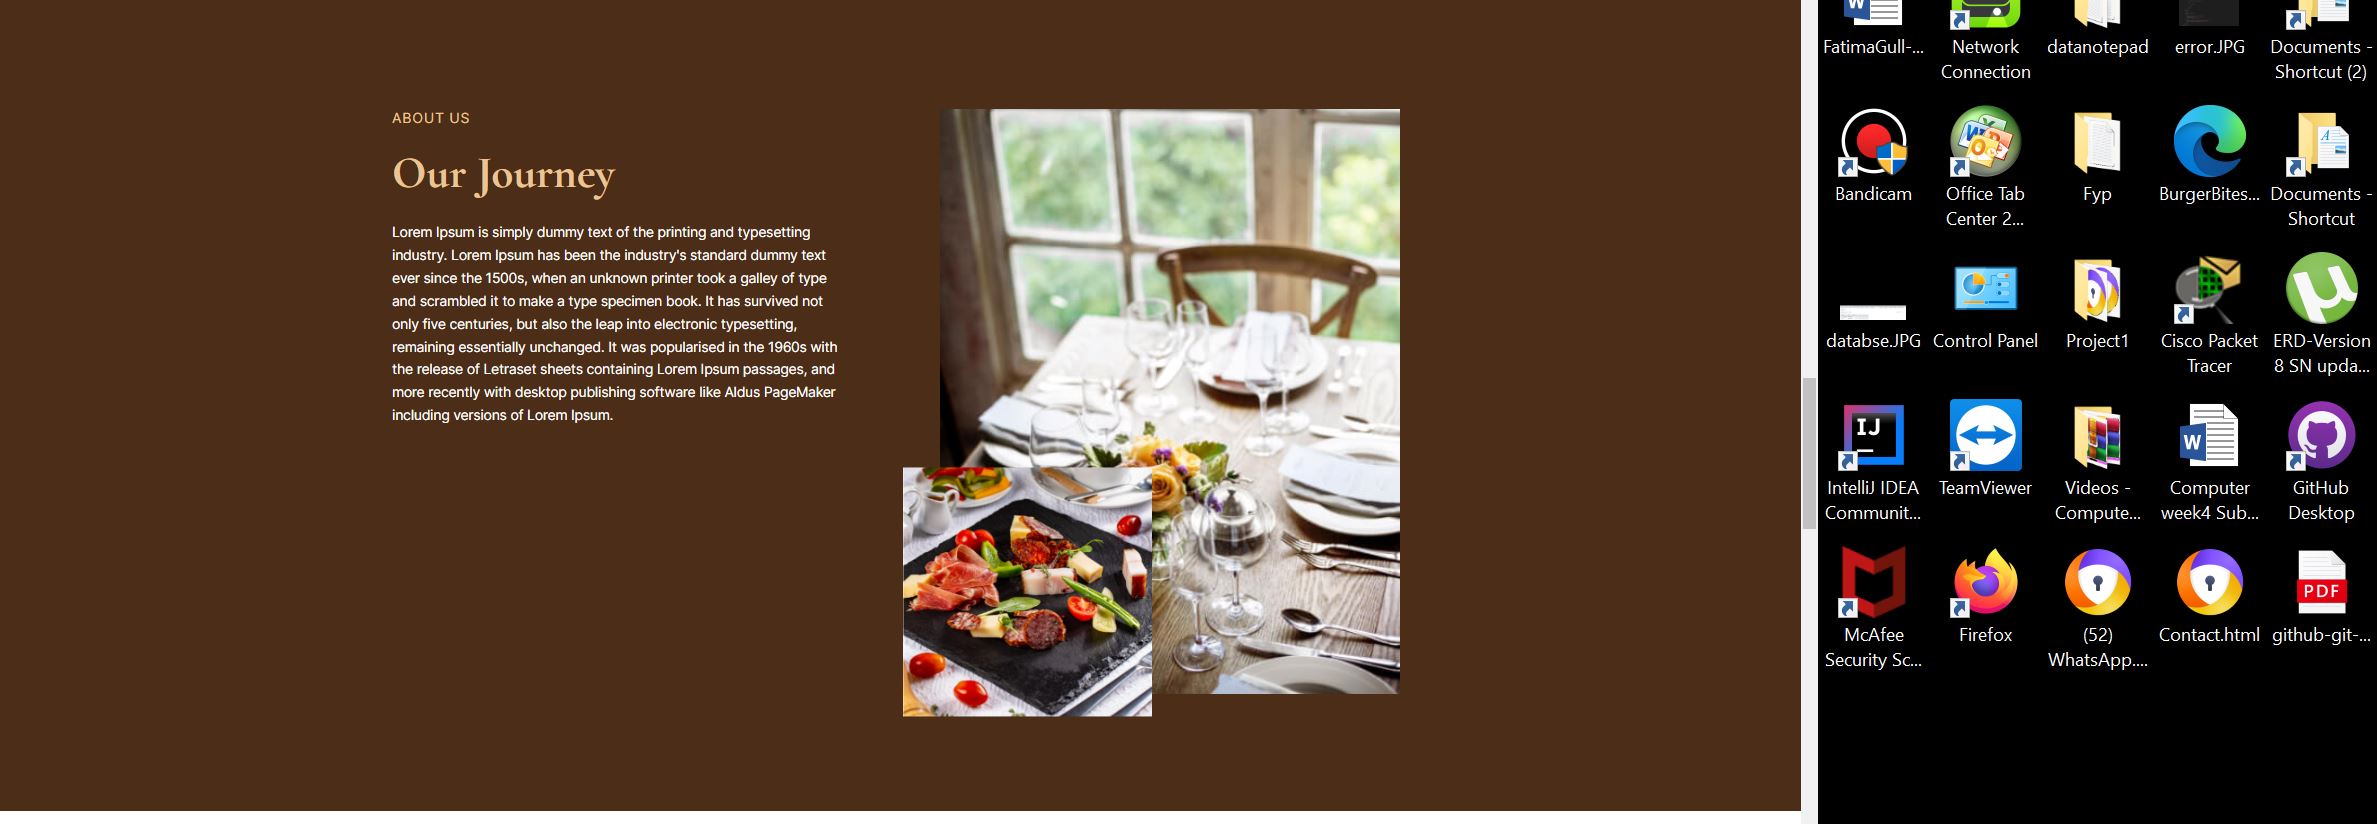 ABOUT US
Our Journey
Lorem Ipsum is simply dummy text of the printing and typesetting
industry. Lorem Ipsum has been the industry's standard dummy text
ever since the 1500s, when an unknown printer took a galley of type
and scrambled it to make a type specimen book. It has survived not
only five centuries, but also the leap into electronic typesetting,
remaining essentially unchanged. It was popularised in the 1960s with
the release of Letraset sheets containing Lorem Ipsum passages, and
more recently with desktop publishing software like Aldus PageMaker
including versions of Lorem Ipsum.
FatimaGull-...
Network
Connection
datanotepad
error.JPG
Documents -
Shortcut (2)
Bandicam
Office Tab
Center 2...
Fyp
BurgerBites...
Documents -
Shortcut
databse.JPG
Control Panel
Project1
Cisco Packet
Tracer
ERD-Version
8 SN upda...
IJ
IntelliJ IDEA
Communit...
TeamViewer
Videos -
Compute...
W
Computer
week4 Sub...
GitHub
Desktop
McAfee
Security Sc...
Firefox
(52)
WhatsApp....
Contact.html
PDF
github-git-...